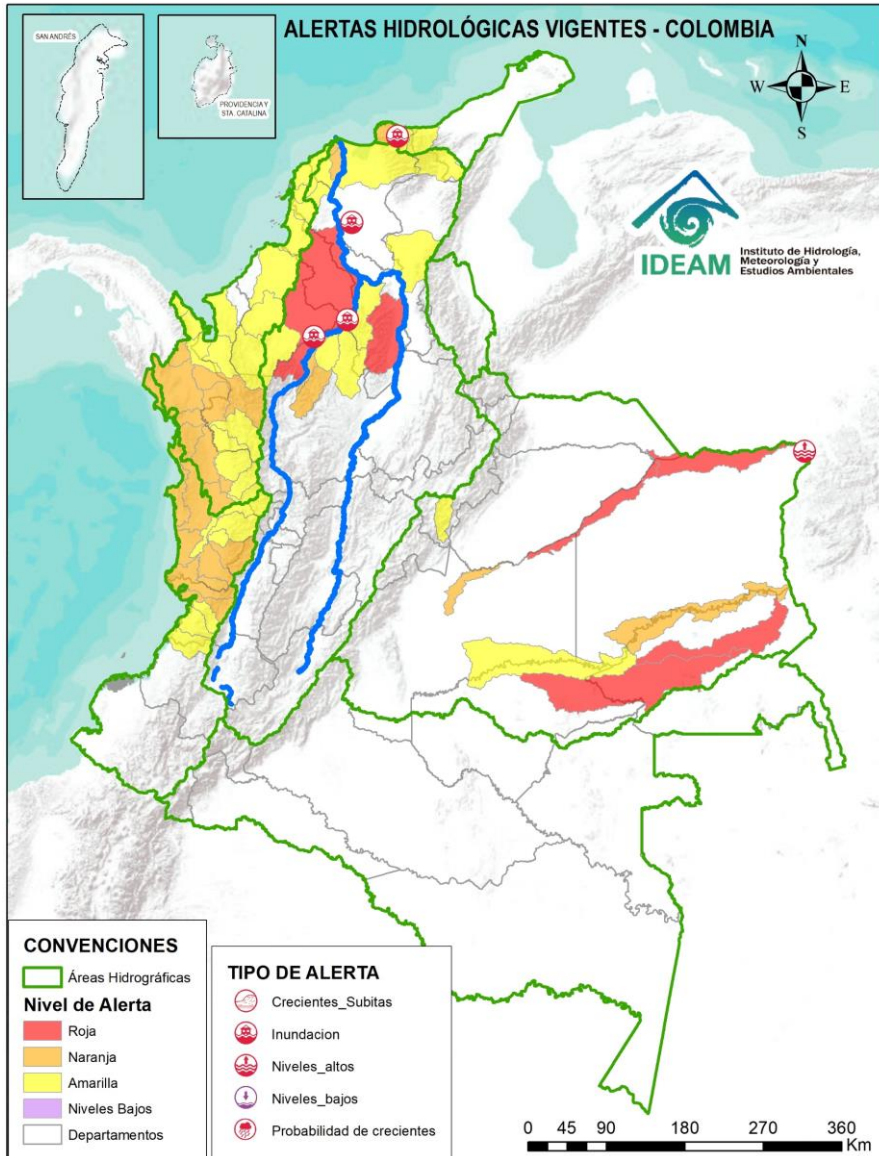 ALERTAS HIDROLÓGICAS VIGENTES - COLOMBIA
SAN ANDRÉS
PROVIDENCIA Y
STA. CATALINA
N
W
E
S
IDEAM
Instituto de Hidrología,
Meteorología y
Estudios Ambientales
CONVENCIONES
Áreas Hidrográficas
Nivel de Alerta
Roja
Naranja
Amarilla
Niveles Bajos
Departamentos
TIPO DE ALERTA
Crecientes_Subitas
Inundacion
Niveles_altos
Niveles_bajos
Probabilidad de crecientes
0 45 90 180 270 360
Km